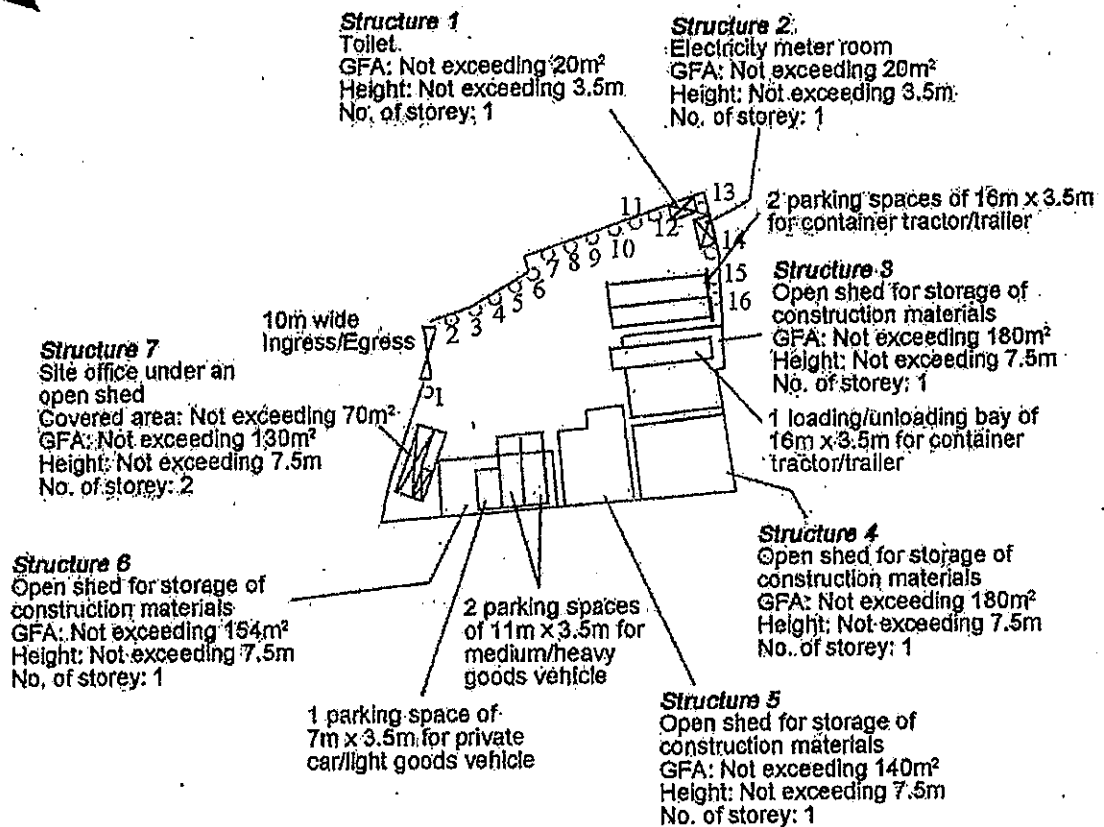 Structure 1
Toilet
GFA: Not exceeding 20m²
Height: Not exceeding 3.5m
No. of storey: 1
Structure 2
Electricity meter room
GFA: Not exceeding 20m²
Height: Not exceeding 3.5m
No. of storey: 1
2 parking spaces of 16m x 3.5m
for container tractor/trailer
13
11
12
14
10
9
8
7
6
5
4
3
2
1
15
16
10m wide
Ingress/Egress
Structure 3
Open shed for storage of
construction materials
GFA: Not exceeding 180m²
Height: Not exceeding 7.5m
No. of storey: 1
Structure 7
Site office under an
open shed
Covered area: Not exceeding 70m²
GFA: Not exceeding 130m²
Height: Not exceeding 7.5m
No. of storey: 2
1 loading/unloading bay of
16m x 3.5m for container
tractor/trailer
Structure 4
Open shed for storage of
construction materials
GFA: Not exceeding 180m²
Height: Not exceeding 7.5m
No. of storey: 1
Structure 6
Open shed for storage of
construction materials
GFA: Not exceeding 154m²
Height: Not exceeding 7.5m
No. of storey: 1
2 parking spaces
of 11m x 3.5m for
medium/heavy
goods vehicle
1 parking space of
7m x 3.5m for private
car/light goods vehicle
Structure 5
Open shed for storage of
construction materials
GFA: Not exceeding 140m²
Height: Not exceeding 7.5m
No. of storey: 1